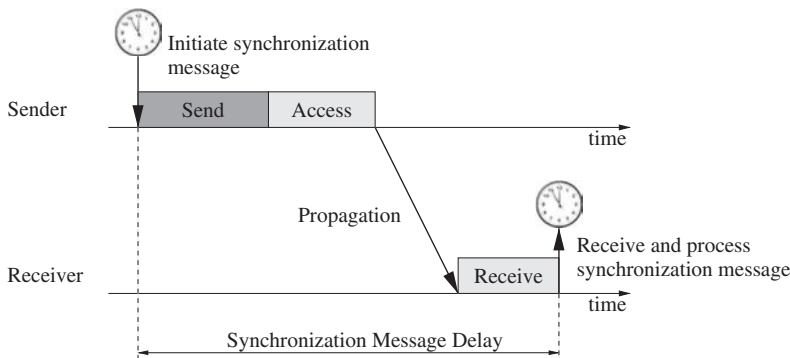 Initiate synchronization
message
Sender
Send
Access
time
Propagation
Receiver
Receive
Receive and process
synchronization message
time
Synchronization Message Delay